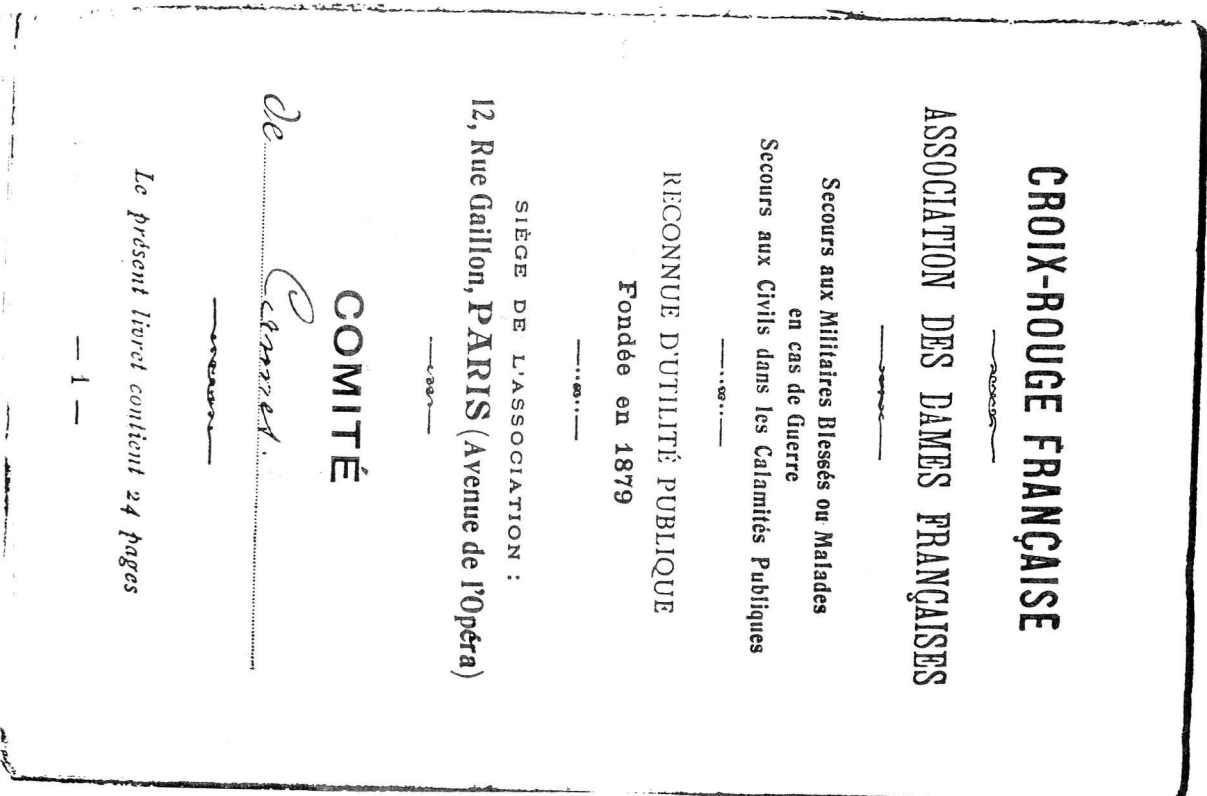 CROIX-ROUGE FRANÇAISE
ASSOCIATION DES DAMES FRANÇAISES
Secours aux Militaires Blessés ou Malades
en cas de Guerre
Secours aux Civils dans les Calamités Publiques
RECONNUE D'UTILITÉ PUBLIQUE
Fondée en 1879
SIÈGE DE L'ASSOCIATION :
12, Rue Gaillon, PARIS (Avenue de l'Opéra)
COMITÉ
de Cannes.
Le présent livret contient 24 pages
— 1 —